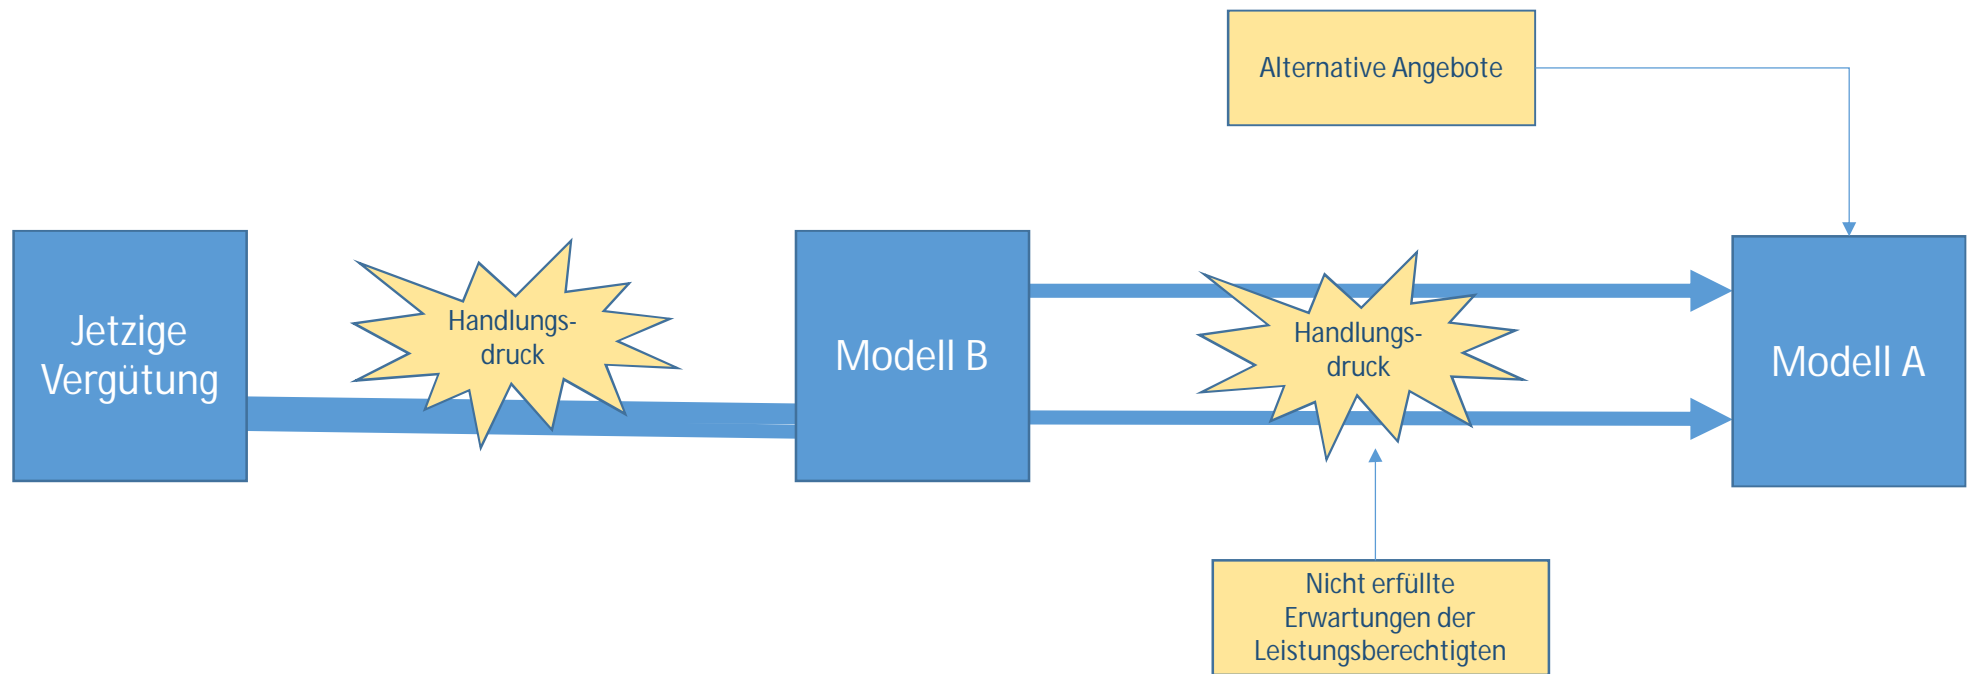 Alternative Angebote
Jetzige
Vergütung
Handlungs-
druck
Modell B
Handlungs-
druck
Modell A
Nicht erfüllte
Erwartungen der
Leistungsberechtigten